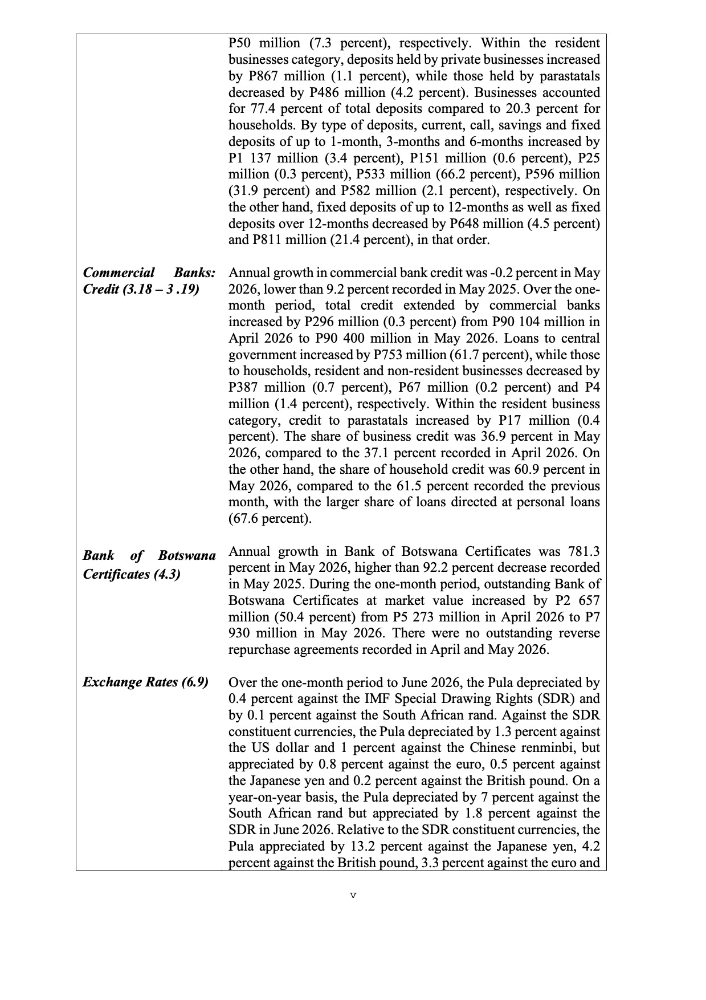 P50 million (7.3 percent), respectively. Within the resident
businesses category, deposits held by private businesses increased
by P867 million (1.1 percent), while those held by parastatals
decreased by P486 million (4.2 percent). Businesses accounted
for 77.4 percent of total deposits compared to 20.3 percent for
households. By type of deposits, current, call, savings and fixed
deposits of up to 1-month, 3-months and 6-months increased by
P1 137 million (3.4 percent), P151 million (0.6 percent), P25
million (0.3 percent), P533 million (66.2 percent), P596 million
(31.9 percent) and P582 million (2.1 percent), respectively. On
the other hand, fixed deposits of up to 12-months as well as fixed
deposits over 12-months decreased by P648 million (4.5 percent)
and P811 million (21.4 percent), in that order.
Commercial Banks:
Credit (3.18 – 3 .19)
Annual growth in commercial bank credit was -0.2 percent in May
2026, lower than 9.2 percent recorded in May 2025. Over the one-
month period, total credit extended by commercial banks
increased by P296 million (0.3 percent) from P90 104 million in
April 2026 to P90 400 million in May 2026. Loans to central
government increased by P753 million (61.7 percent), while those
to households, resident and non-resident businesses decreased by
P387 million (0.7 percent), P67 million (0.2 percent) and P4
million (1.4 percent), respectively. Within the resident business
category, credit to parastatals increased by P17 million (0.4
percent). The share of business credit was 36.9 percent in May
2026, compared to the 37.1 percent recorded in April 2026. On
the other hand, the share of household credit was 60.9 percent in
May 2026, compared to the 61.5 percent recorded the previous
month, with the larger share of loans directed at personal loans
(67.6 percent).
Bank of Botswana
Certificates (4.3)
Annual growth in Bank of Botswana Certificates was 781.3
percent in May 2026, higher than 92.2 percent decrease recorded
in May 2025. During the one-month period, outstanding Bank of
Botswana Certificates at market value increased by P2 657
million (50.4 percent) from P5 273 million in April 2026 to P7
930 million in May 2026. There were no outstanding reverse
repurchase agreements recorded in April and May 2026.
Exchange Rates (6.9)
Over the one-month period to June 2026, the Pula depreciated by
0.4 percent against the IMF Special Drawing Rights (SDR) and
by 0.1 percent against the South African rand. Against the SDR
constituent currencies, the Pula depreciated by 1.3 percent against
the US dollar and 1 percent against the Chinese renminbi, but
appreciated by 0.8 percent against the euro, 0.5 percent against
the Japanese yen and 0.2 percent against the British pound. On a
year-on-year basis, the Pula depreciated by 7 percent against the
South African rand but appreciated by 1.8 percent against the
SDR in June 2026. Relative to the SDR constituent currencies, the
Pula appreciated by 13.2 percent against the Japanese yen, 4.2
percent against the British pound, 3.3 percent against the euro and
v